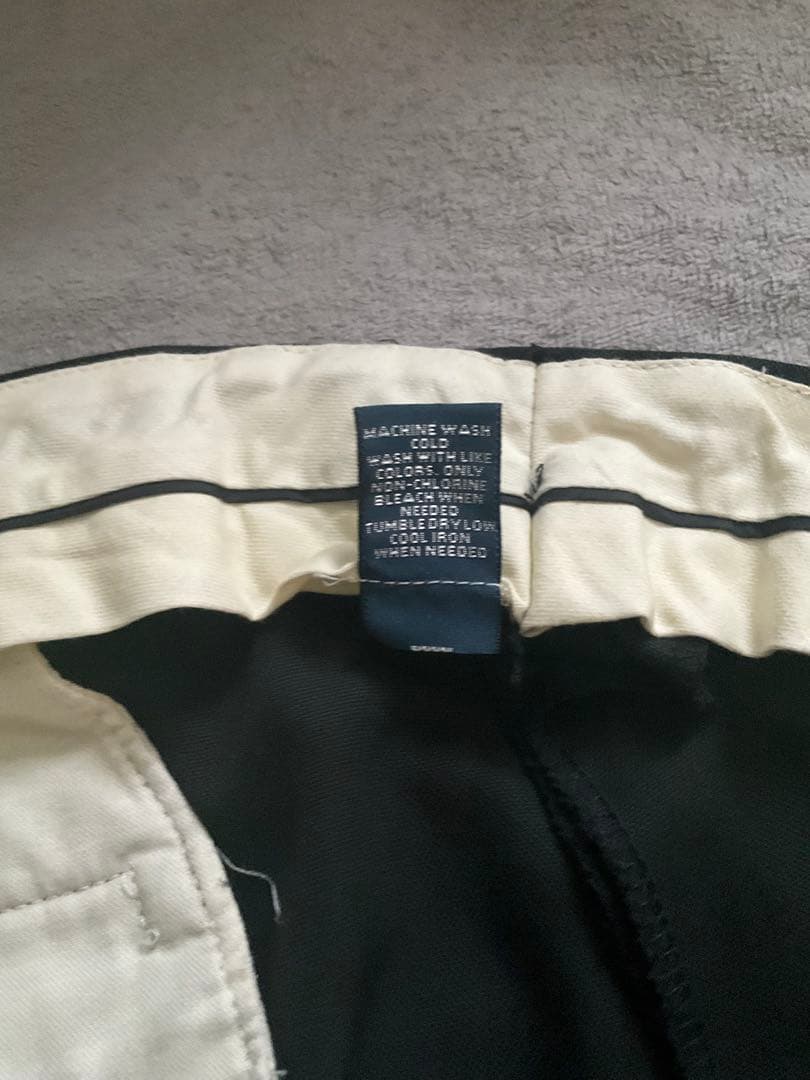 MACHINE WASH
COLD
WASH WITH LIKE
COLORS. ONLY
NON-CHLORINE
BLEACH WHEN
NEEDED
TUMBLE DRY LOW.
COOL IRON
WHEN NEEDED